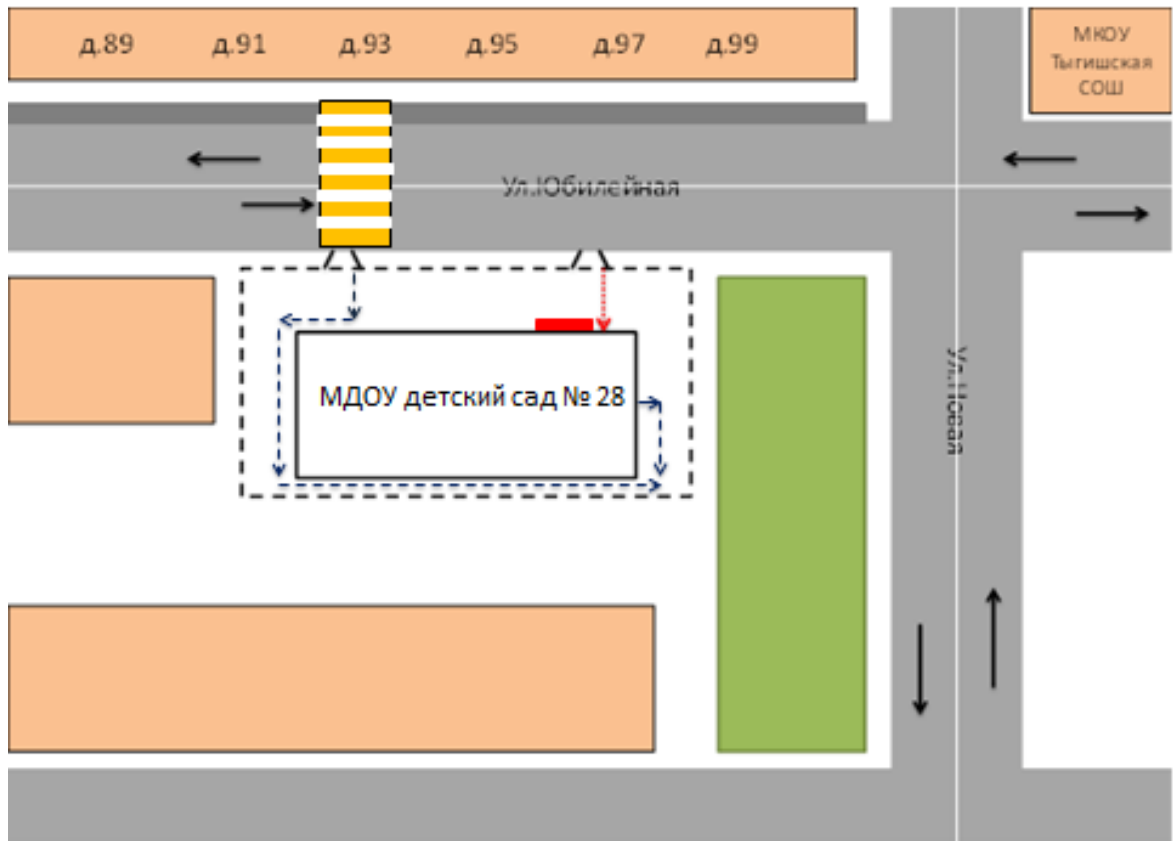 д.89 д.91 д.93 д.95 д.97 д.99
МКОУ
Тыгишская
СОШ
Ул.Юбилейная
МДОУ детский сад № 28
Ул.Новая